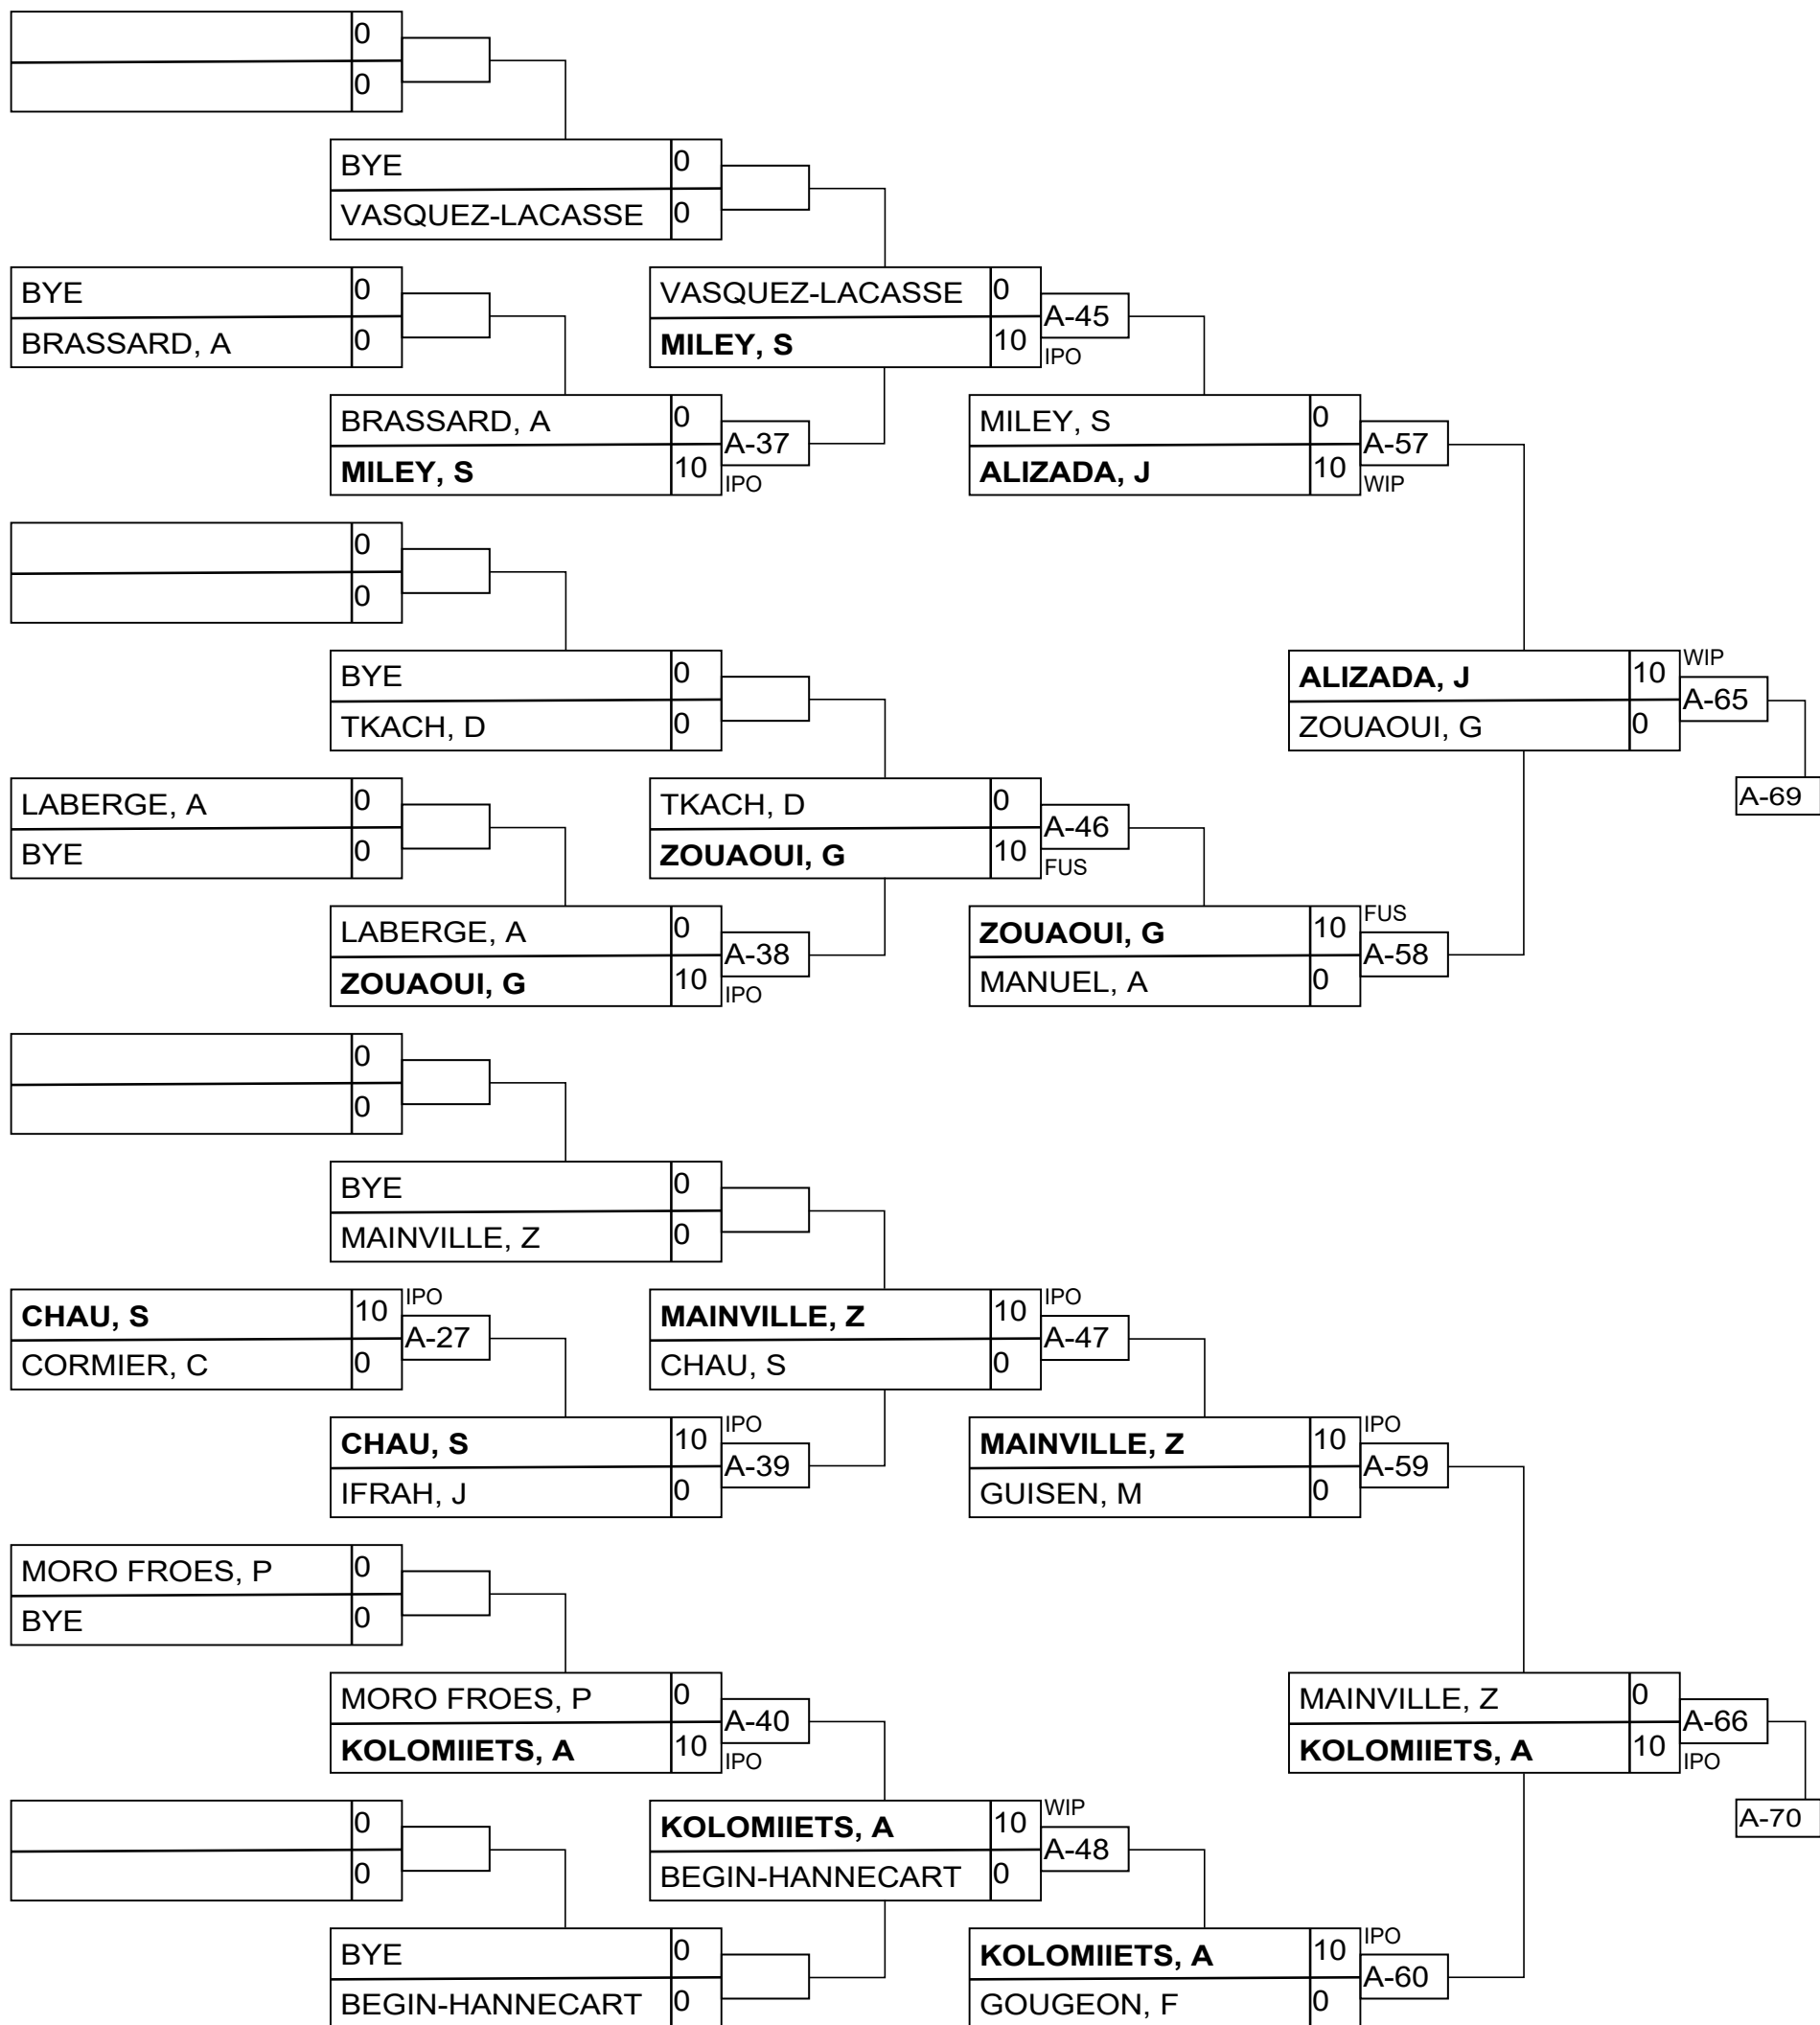 0
0
BYE 0
VASQUEZ-LACASSE 0
BYE 0
BRASSARD, A 0
VASQUEZ-LACASSE 0
MILEY, S 10
A-45
IPO
BRASSARD, A 0
MILEY, S 10
A-37
IPO
MILEY, S 0
ALIZADA, J 10
A-57
WIP
0
0
BYE 0
TKACH, D 0
ALIZADA, J 10
ZOUAOUI, G 0
WIP
A-65
A-69
LABERGE, A 0
BYE 0
TKACH, D 0
ZOUAOUI, G 10
A-46
FUS
LABERGE, A 0
ZOUAOUI, G 10
A-38
IPO
ZOUAOUI, G 10
MANUEL, A 0
FUS
A-58
0
0
BYE 0
MAINVILLE, Z 0
CHAU, S 10
CORMIER, C 0
IPO
A-27
MAINVILLE, Z 10
CHAU, S 0
IPO
A-47
CHAU, S 10
IFRAH, J 0
IPO
A-39
MAINVILLE, Z 10
GUISEN, M 0
IPO
A-59
MORO FROES, P 0
BYE 0
MORO FROES, P 0
KOLOMIIETS, A 10
A-40
IPO
MAINVILLE, Z 0
KOLOMIIETS, A 10
A-66
IPO
A-70
0
0
KOLOMIIETS, A 10
BEGIN-HANNECART 0
WIP
A-48
BYE 0
BEGIN-HANNECART 0
KOLOMIIETS, A 10
GOUGEON, F 0
IPO
A-60